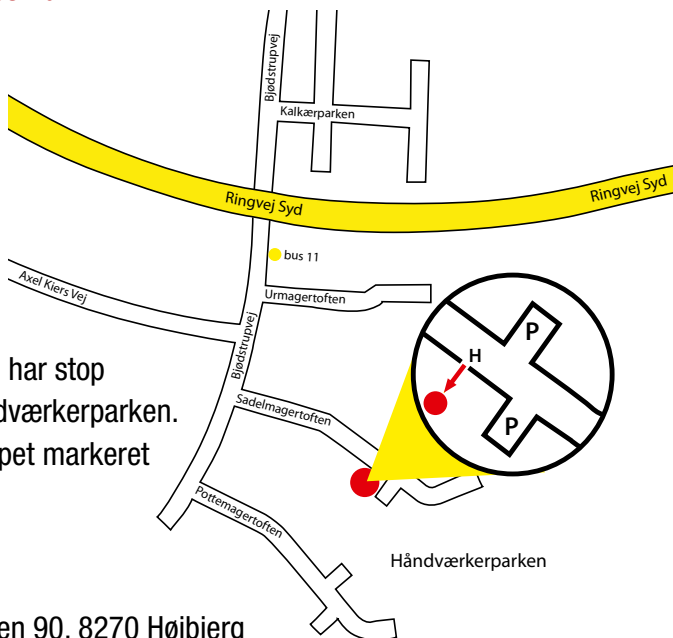 Bjødstrupvej
Kalkærparken
Ringvej Syd
Ringvej Syd
bus 11
Axel Kiers Vej
Urmagertoften
P
H
har stop
Bjødstrupvej
dværkerparken.
Sadelmagertoften
P
pet markeret
Pottemagertoften
Håndværkerparken
en 90, 8270 Højbjerg